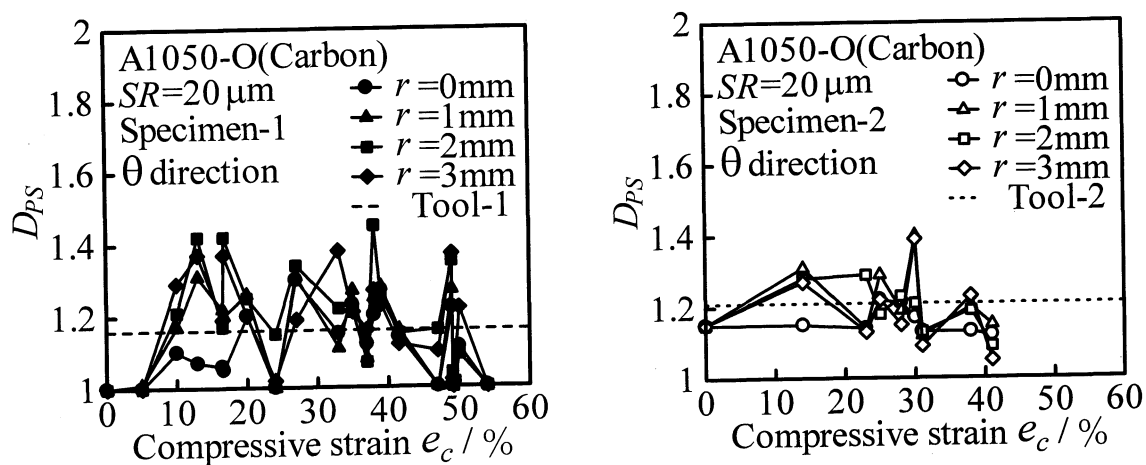 2
A1050-O(Carbon)
SR=20 μm
r =0mm
1.8
r =1mm
Specimen-1
r =2mm
1.6
θ direction
r =3mm
Tool-1
D_PS
1.4
1.2
1
0 10 20 30 40 50 60
Compressive strain e_c / %
2
A1050-O(Carbon)
SR=20 μm
r =0mm
1.8
r =1mm
Specimen-2
r =2mm
1.6
θ direction
r =3mm
Tool-2
D_PS
1.4
1.2
1
0 10 20 30 40 50 60
Compressive strain e_c / %